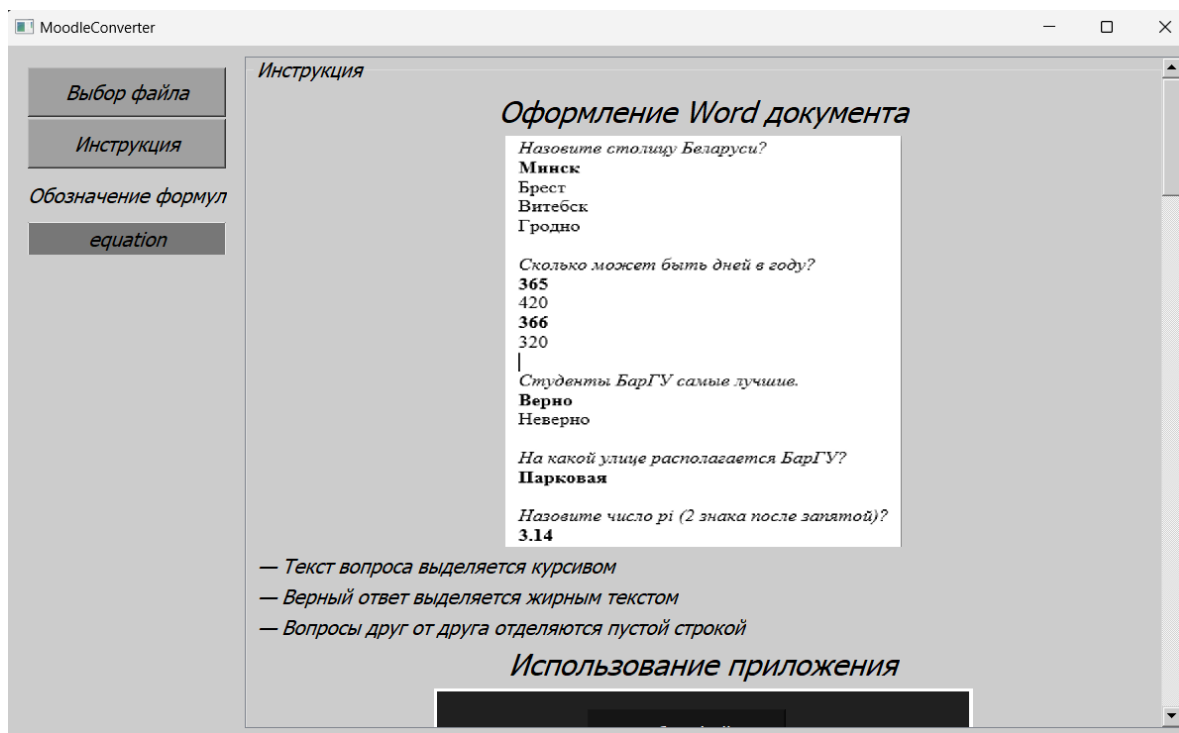 MoodleConverter
Выбор файла
Инструкция
Обозначение формул
equation
Инструкция
Оформление Word документа
Назовите столицу Беларуси?
Минск
Брест
Витебск
Гродно
Сколько может быть дней в году?
365
420
366
320
Студенты БарГУ самые лучшие.
Верно
Неверно
На какой улице располагается БарГУ?
Парковая
Назовите число pi (2 знака после запятой)?
3.14
— Текст вопроса выделяется курсивом
— Верный ответ выделяется жирным текстом
— Вопросы друг от друга отделяются пустой строкой
Использование приложения